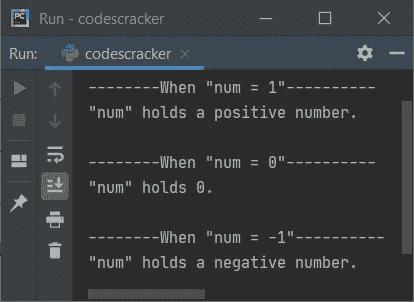 PC
Run - codescracker
Run:
codescracker
--------When "num = 1"----------
"num" holds a positive number.
--------When "num = 0"----------
"num" holds 0.
--------When "num = -1"----------
"num" holds a negative number.